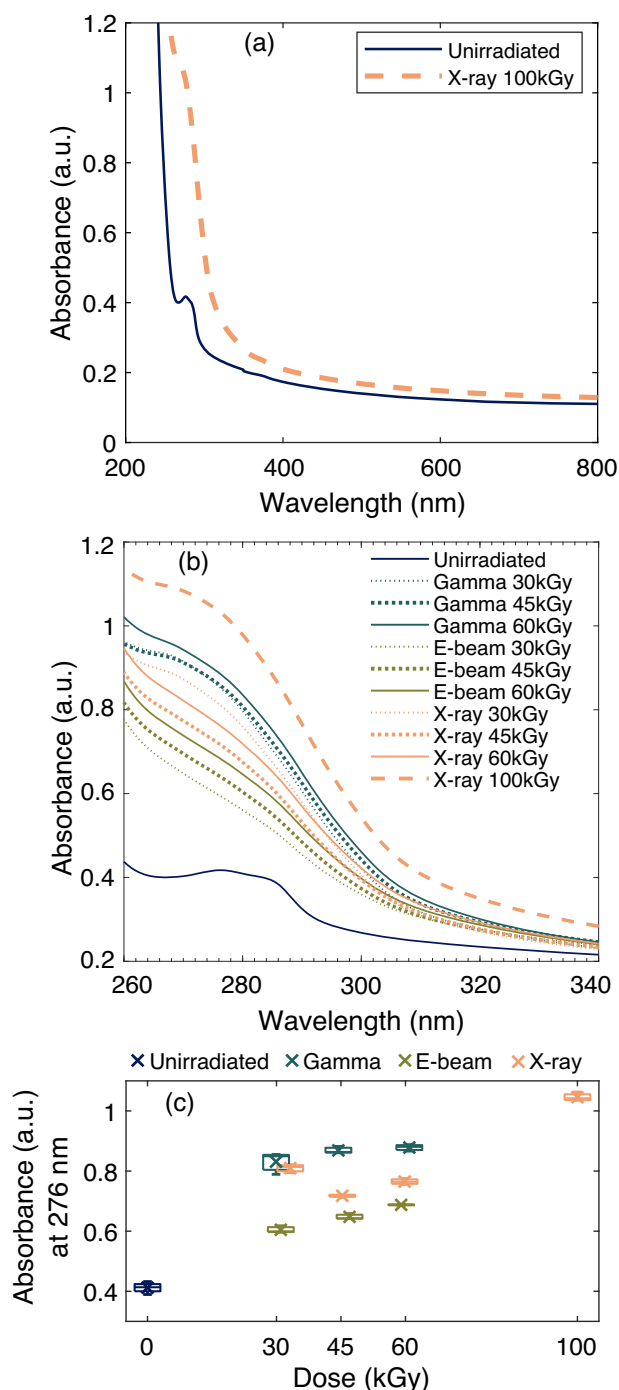 (a)
Unirradiated
X-ray 100kGy
1.2
1
0.8
0.6
0.4
0.2
0
Absorbance (a.u.)
200
400
600
800
Wavelength (nm)
(b)
Unirradiated
Gamma 30kGy
Gamma 45kGy
Gamma 60kGy
E-beam 30kGy
E-beam 45kGy
E-beam 60kGy
X-ray 30kGy
X-ray 45kGy
X-ray 60kGy
X-ray 100kGy
1.2
1
0.8
0.6
0.4
0.2
Absorbance (a.u.)
260
280
300
320
340
Wavelength (nm)
Unirradiated
Gamma
E-beam
X-ray
(c)
1
0.8
0.6
0.4
Absorbance (a.u.)
at 276 nm
0
30
45
60
100
Dose (kGy)